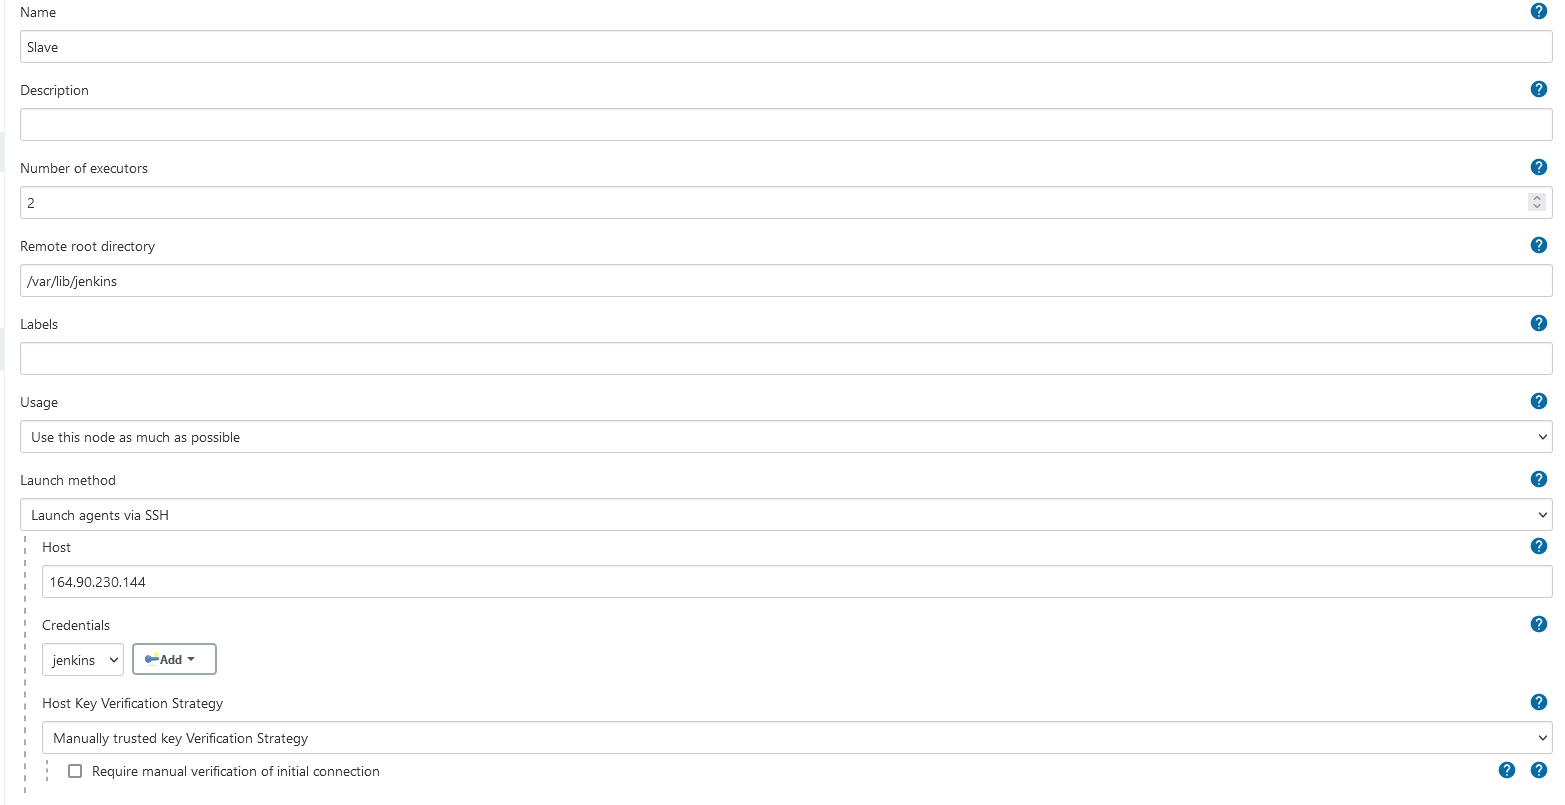 Name
Slave
Description
Number of executors
2
Remote root directory
/var/lib/jenkins
Labels
Usage
Use this node as much as possible
Launch method
Launch agents via SSH
Host
164.90.230.144
Credentials
jenkins Add
Host Key Verification Strategy
Manually trusted key Verification Strategy
Require manual verification of initial connection